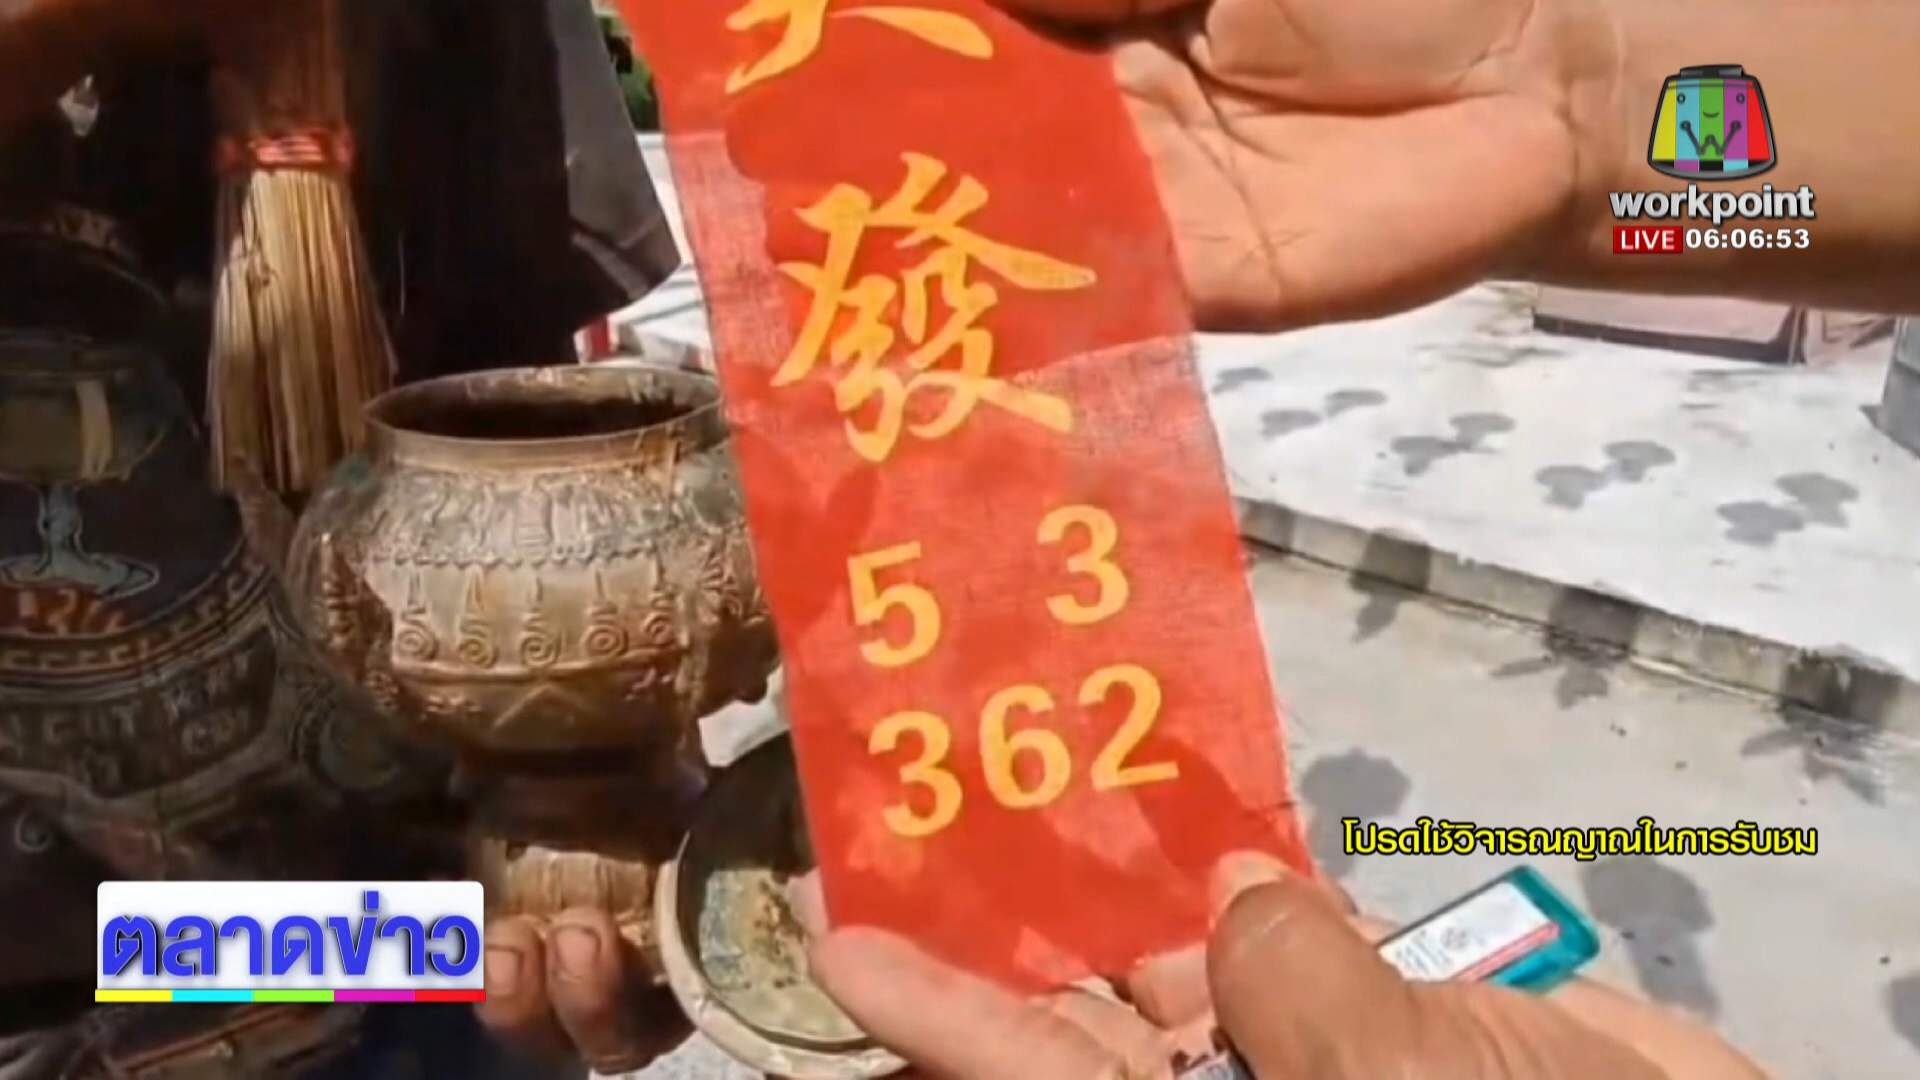 發
5 3
362
workpoint
LIVE 06:06:53
โปรดใช้วิจารณญาณในการรับชม
ตลาดข่าว